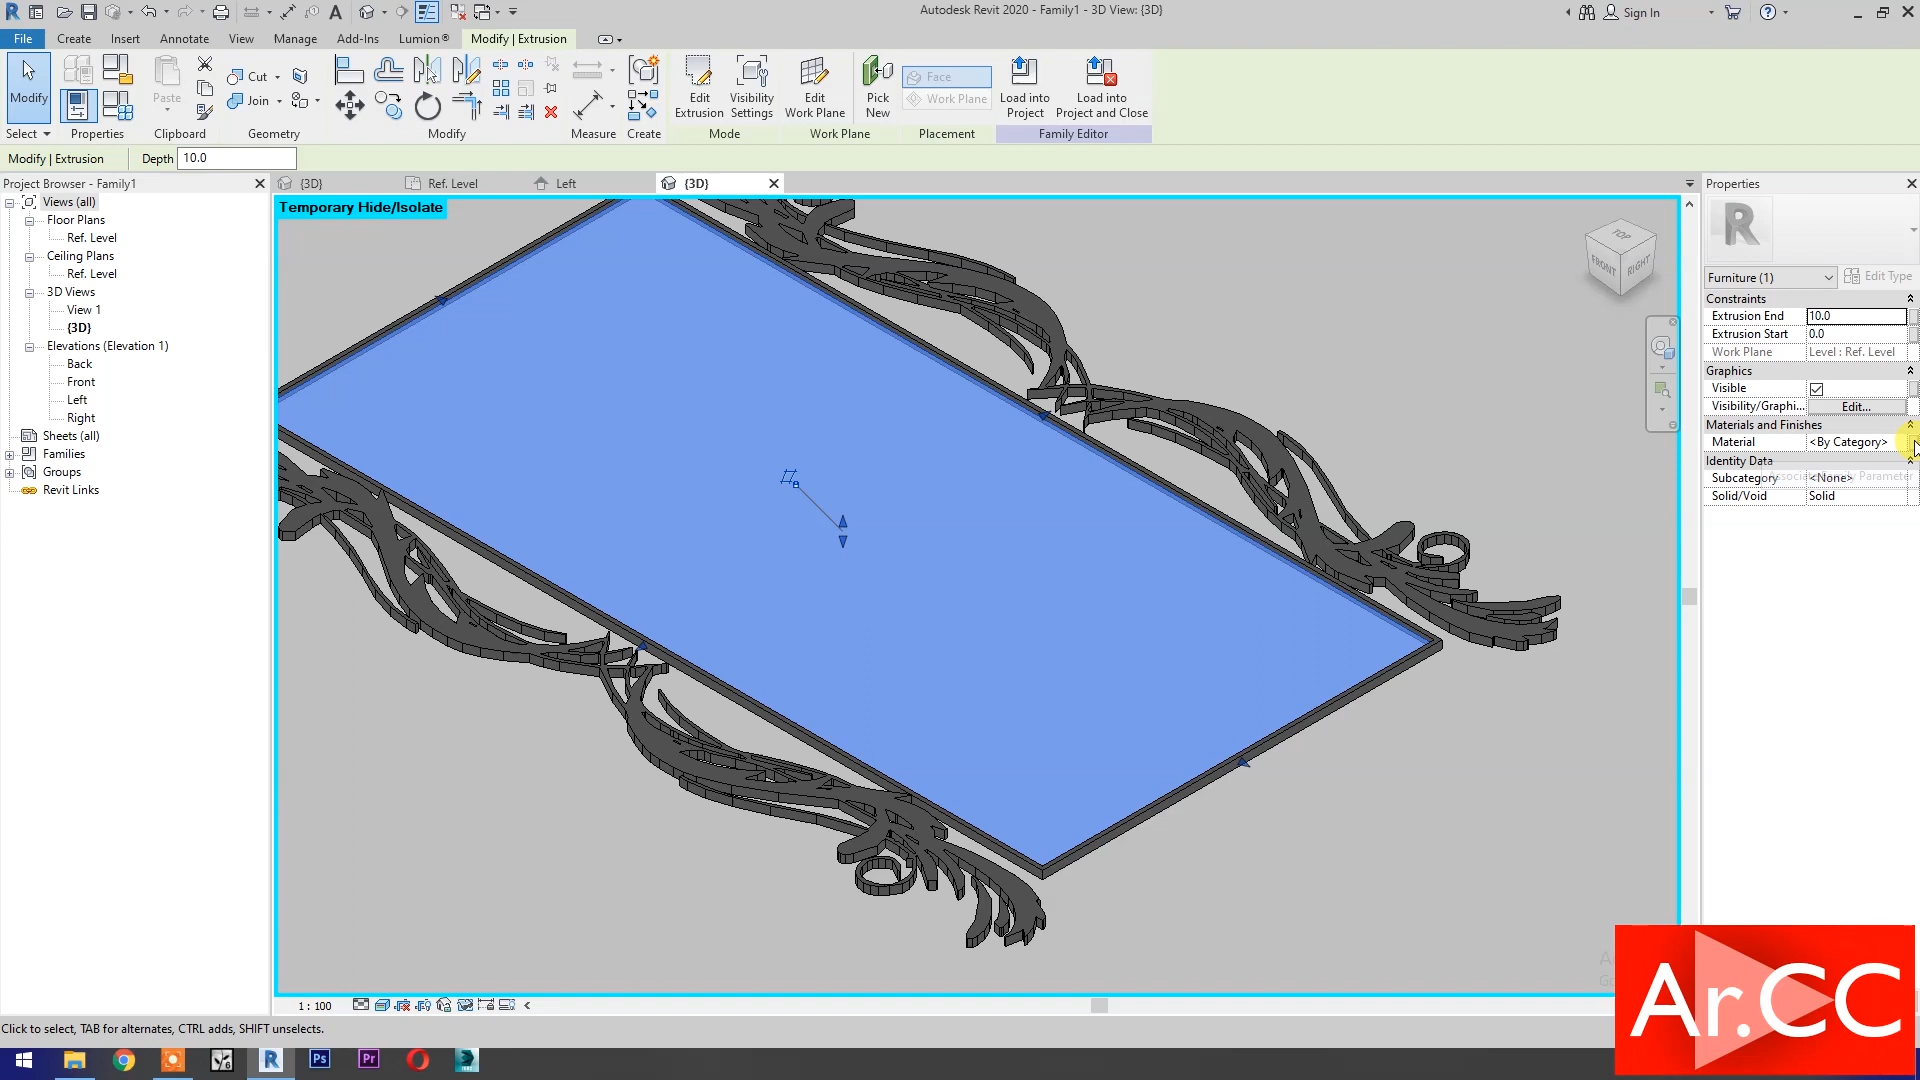 Autodesk Revit 2020 - Family1 - 3D View: {3D}
Sign In
File Create Insert Annotate View Manage Add-Ins Lumion® Modify | Extrusion
Modify
Paste
Cut
Join
Edit Extrusion
Visibility Settings
Edit Work Plane
Pick New
Face
Work Plane
Load into Project
Load into Project and Close
Select Properties Clipboard Geometry Modify Measure Create Mode Work Plane Placement Family Editor
Modify | Extrusion Depth 10.0
Project Browser - Family1
{3D} Ref. Level Left {3D}
Properties
Temporary Hide/Isolate
Views (all)
Floor Plans
Ref. Level
Ceiling Plans
Ref. Level
3D Views
View 1
{3D}
Elevations (Elevation 1)
Back
Front
Left
Right
Sheets (all)
Families
Groups
Revit Links
TOP
FRONT
RIGHT
Furniture (1) Edit Type
Constraints
Extrusion End 10.0
Extrusion Start 0.0
Work Plane Level : Ref. Level
Graphics
Visible
Visibility/Graphi... Edit...
Materials and Finishes
Material <By Category>
Identity Data
Associate Family Parameter
Subcategory <None>
Solid/Void Solid
1 : 100
Click to select, TAB for alternates, CTRL adds, SHIFT unselects.
Ps
Pr
Ar.CC